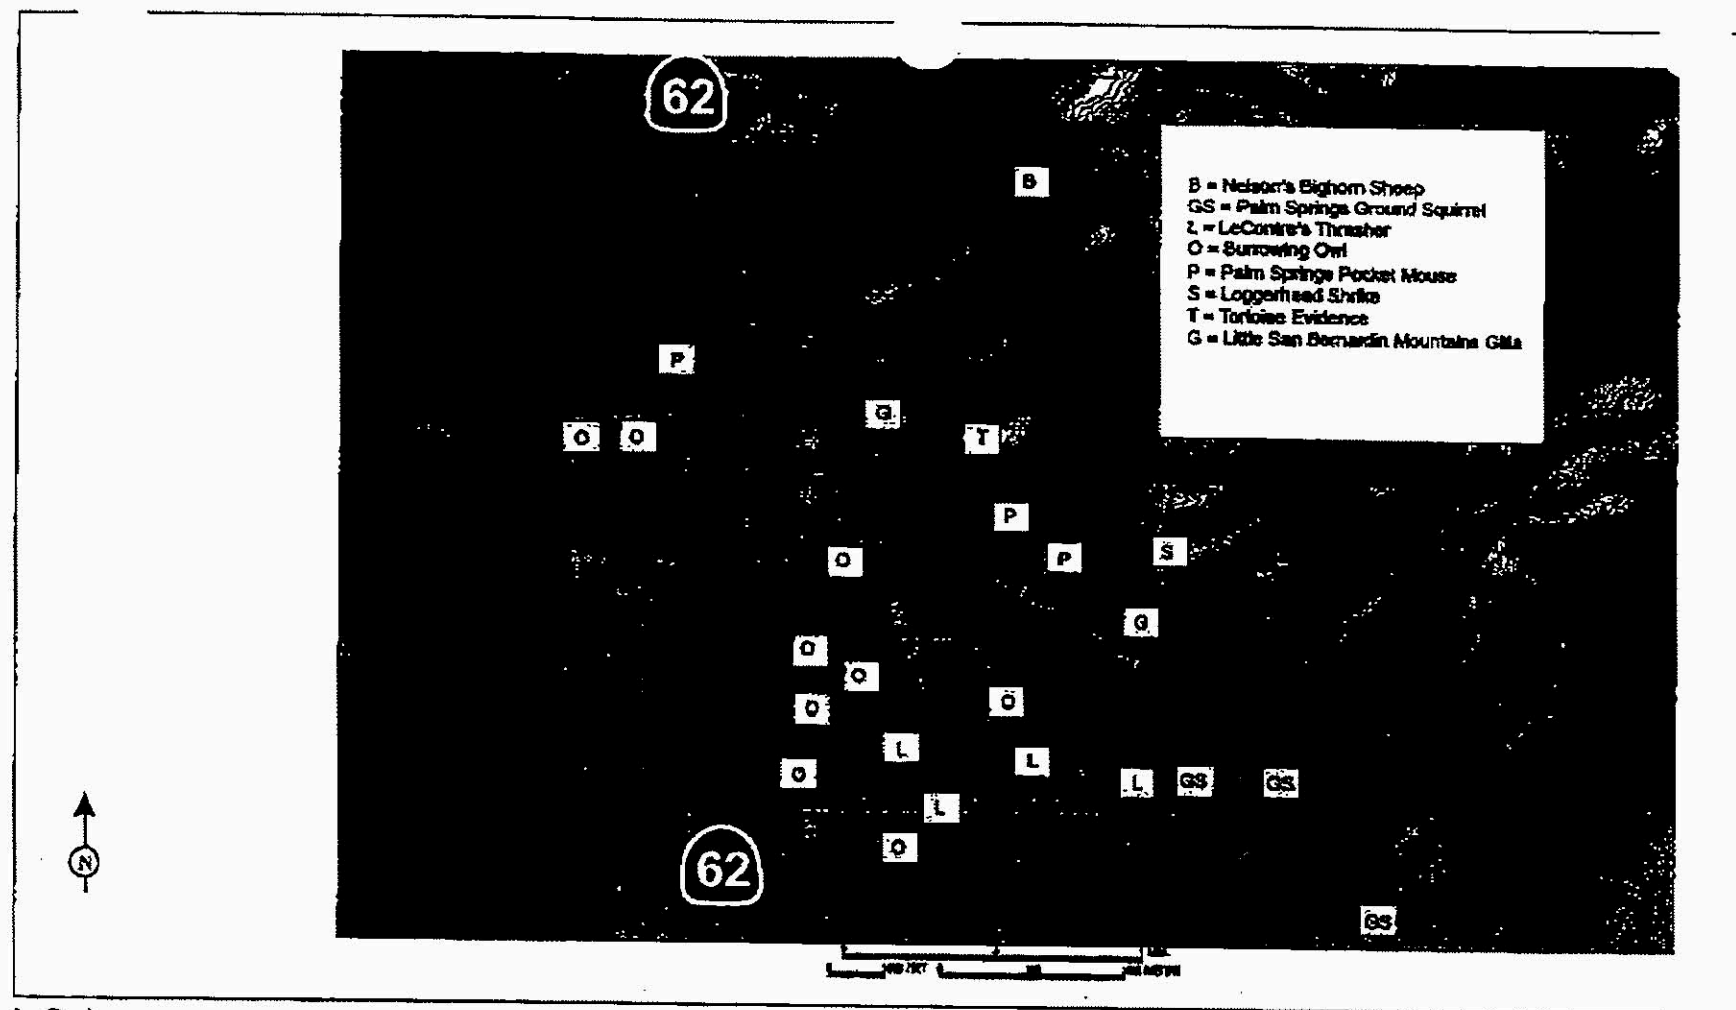 62
B
B = Nelson's Bighorn Sheep
GS = Palm Springs Ground Squirrel
L = LeContre's Thrasher
O = Burrowing Owl
P = Palm Springs Pocket Mouse
S = Loggerhead Shrike
T = Tortoise Evidence
G = Little San Bernardin Mountains Gilia
P
G
O O T
P
O P S
G
O
O
O O
L
L
O L GS GS
L
O
62
GS
N